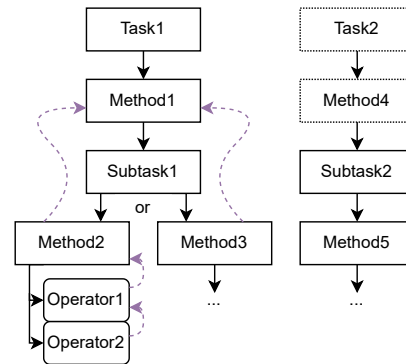 Task1
Task2
Method1
Method4
Subtask1
Subtask2
or
Method2
Method3
Method5
Operator1
...
...
Operator2